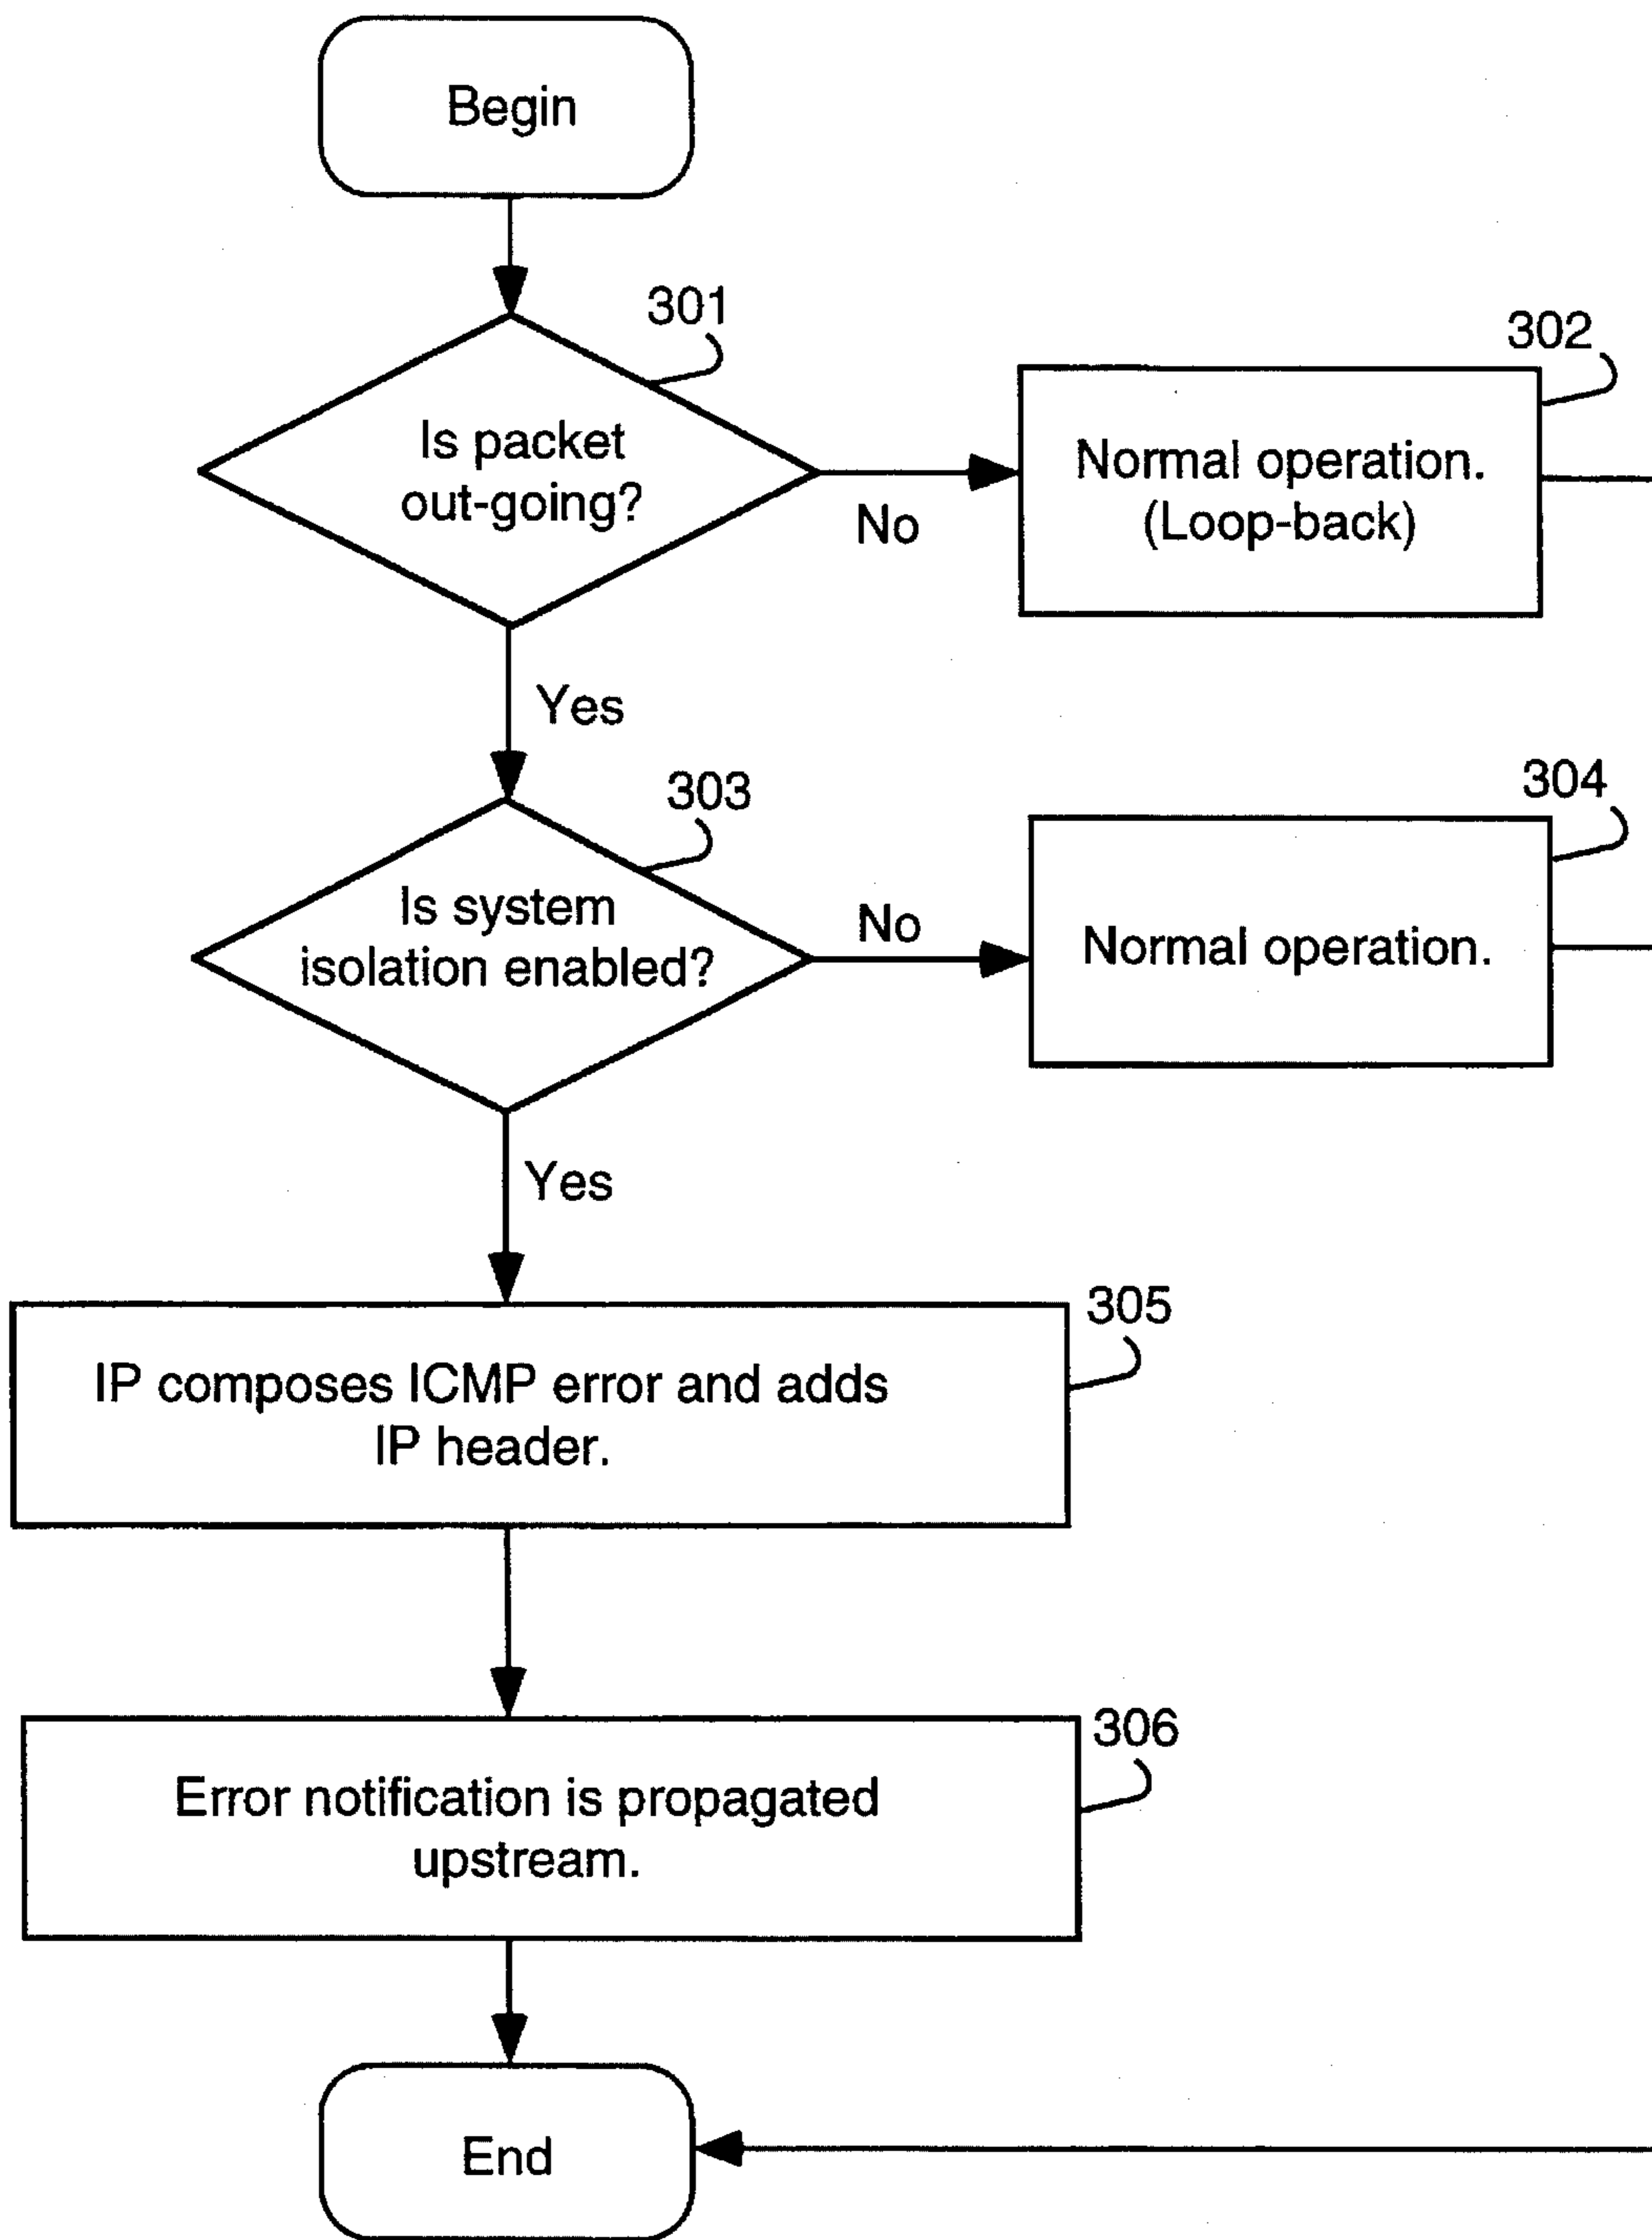 Begin
301
Is packet
out-going?
No
302
Normal operation.
(Loop-back)
Yes
303
Is system
isolation enabled?
No
304
Normal operation.
Yes
305
IP composes ICMP error and adds
IP header.
306
Error notification is propagated
upstream.
End